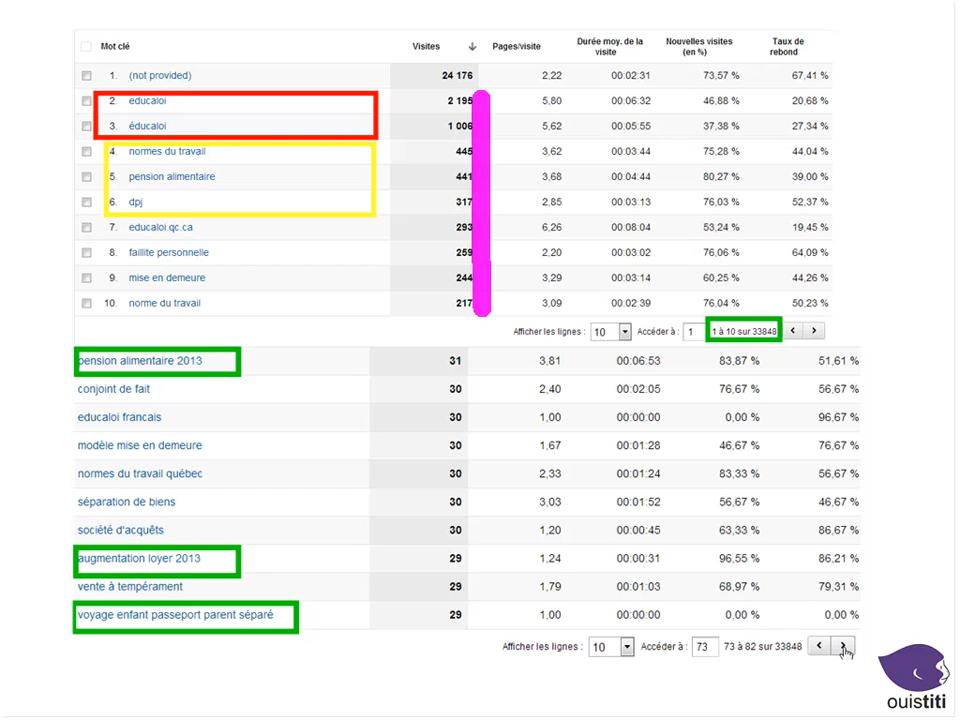 Mot clé Visites Pages/visite Durée moy. de la visite Nouvelles visites (en %) Taux de rebond
1. (not provided) 24 176 2,22 00:02:31 73,57 % 67,41 %
2. educaloi 2 195 5,80 00:06:32 46,88 % 20,68 %
3. éducaloi 1 006 5,62 00:05:55 37,38 % 27,34 %
4. normes du travail 445 3,62 00:03:44 75,28 % 44,04 %
5. pension alimentaire 441 3,68 00:04:44 80,27 % 39,00 %
6. dpj 317 2,85 00:03:13 76,03 % 52,37 %
7. educaloi.qc.ca 293 6,26 00:08:04 53,24 % 19,45 %
8. faillite personnelle 259 2,20 00:03:02 76,06 % 64,09 %
9. mise en demeure 244 3,29 00:03:14 60,25 % 44,26 %
10. norme du travail 217 3,09 00:02:39 76,04 % 50,23 %
Afficher les lignes : 10 Accéder à : 1 1 à 10 sur 33848
pension alimentaire 2013 31 3,81 00:06:53 83,87 % 51,61 %
conjoint de fait 30 2,40 00:02:05 76,67 % 56,67 %
educaloi francais 30 1,00 00:00:00 0,00 % 96,67 %
modèle mise en demeure 30 1,67 00:01:28 46,67 % 76,67 %
normes du travail québec 30 2,33 00:01:24 83,33 % 56,67 %
séparation de biens 30 3,03 00:01:52 56,67 % 46,67 %
société d'acquêts 30 1,20 00:00:45 63,33 % 86,67 %
augmentation loyer 2013 29 1,24 00:00:31 96,55 % 86,21 %
vente à tempérament 29 1,79 00:01:03 68,97 % 79,31 %
voyage enfant passeport parent séparé 29 1,00 00:00:00 0,00 % 0,00 %
Afficher les lignes : 10 Accéder à : 73 73 à 82 sur 33848
ouistiti